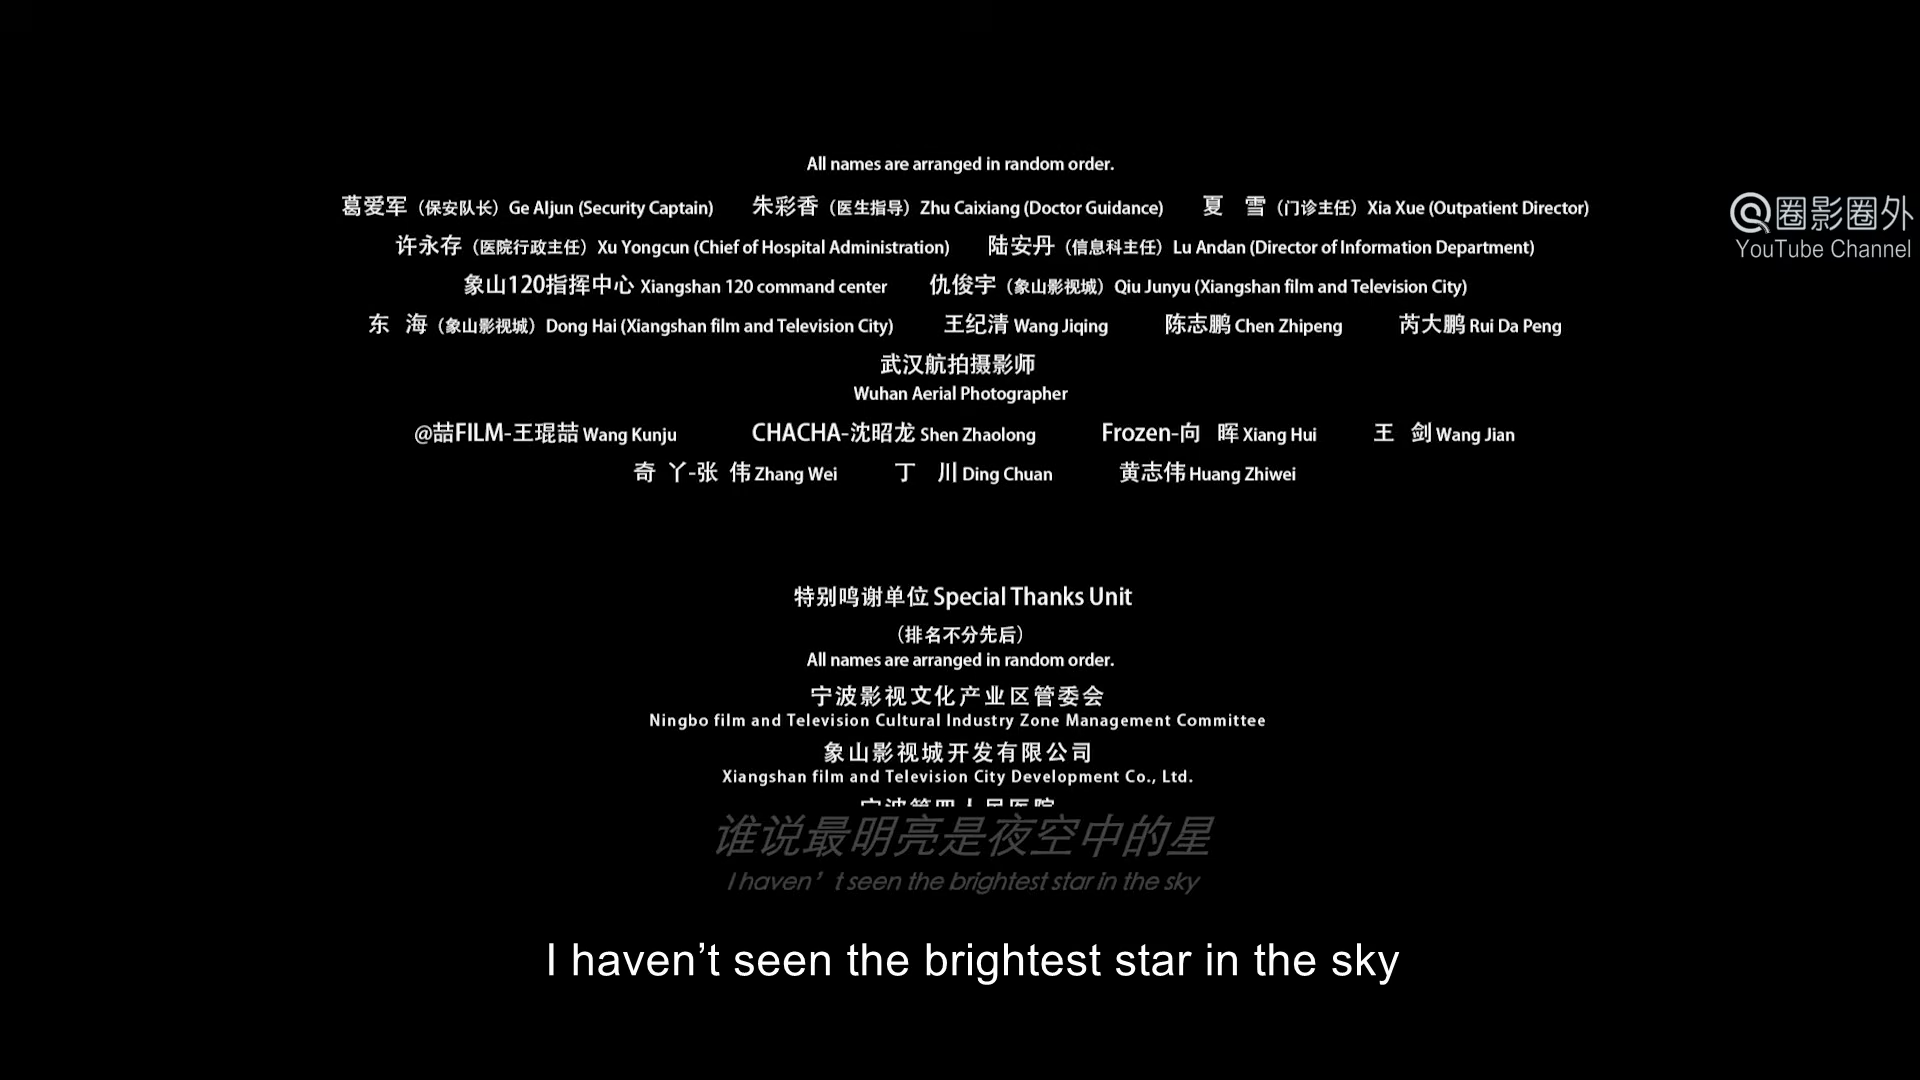 All names are arranged in random order.
葛爱军（保安队长）Ge AIjun (Security Captain) 朱彩香（医生指导）Zhu Caixiang (Doctor Guidance) 夏 雪（门诊主任）Xia Xue (Outpatient Director)
圈影圈外
YouTube Channel
许永存（医院行政主任）Xu Yongcun (Chief of Hospital Administration) 陆安丹（信息科主任）Lu Andan (Director of Information Department)
象山120指挥中心 Xiangshan 120 command center 仇俊宇（象山影视城）Qiu Junyu (Xiangshan film and Television City)
东 海（象山影视城）Dong Hai (Xiangshan film and Television City) 王纪清 Wang Jiqing 陈志鹏 Chen Zhipeng 芮大鹏 Rui Da Peng
武汉航拍摄影师
Wuhan Aerial Photographer
@喆FILM-王琨喆 Wang Kunju CHACHA-沈昭龙 Shen Zhaolong Frozen-向 晖 Xiang Hui 王 剑 Wang Jian
奇 丫-张 伟 Zhang Wei 丁 川 Ding Chuan 黄志伟 Huang Zhiwei
特别鸣谢单位 Special Thanks Unit
（排名不分先后）
All names are arranged in random order.
宁波影视文化产业区管委会
Ningbo film and Television Cultural Industry Zone Management Committee
象山影视城开发有限公司
Xiangshan film and Television City Development Co., Ltd.
宁波第四人民医院
谁说最明亮是夜空中的星
I haven't seen the brightest star in the sky
I haven't seen the brightest star in the sky